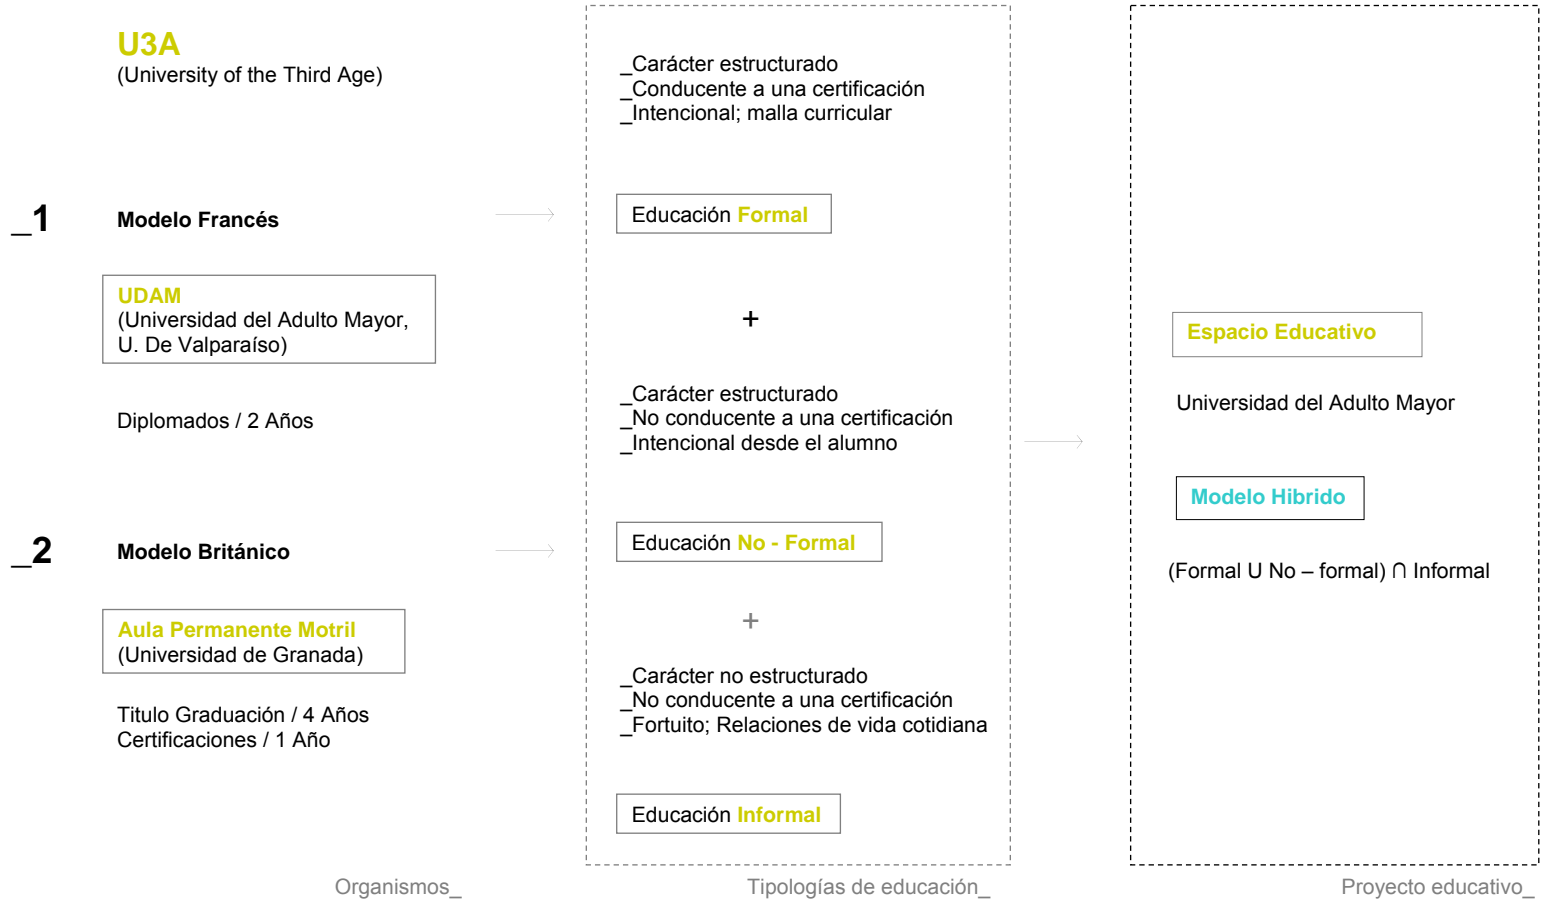 U3A
(University of the Third Age)
_1
Modelo Francés
UDAM
(Universidad del Adulto Mayor,
U. De Valparaíso)
Diplomados / 2 Años
_2
Modelo Británico
Aula Permanente Motril
(Universidad de Granada)
Titulo Graduación / 4 Años
Certificaciones / 1 Año
Organismos_
_Carácter estructurado
_Conducente a una certificación
_Intencional; malla curricular
Educación Formal
+
_Carácter estructurado
_No conducente a una certificación
_Intencional desde el alumno
Educación No - Formal
+
_Carácter no estructurado
_No conducente a una certificación
_Fortuito; Relaciones de vida cotidiana
Educación Informal
Tipologías de educación_
Espacio Educativo
Universidad del Adulto Mayor
Modelo Hibrido
(Formal U No – formal) ∩ Informal
Proyecto educativo_